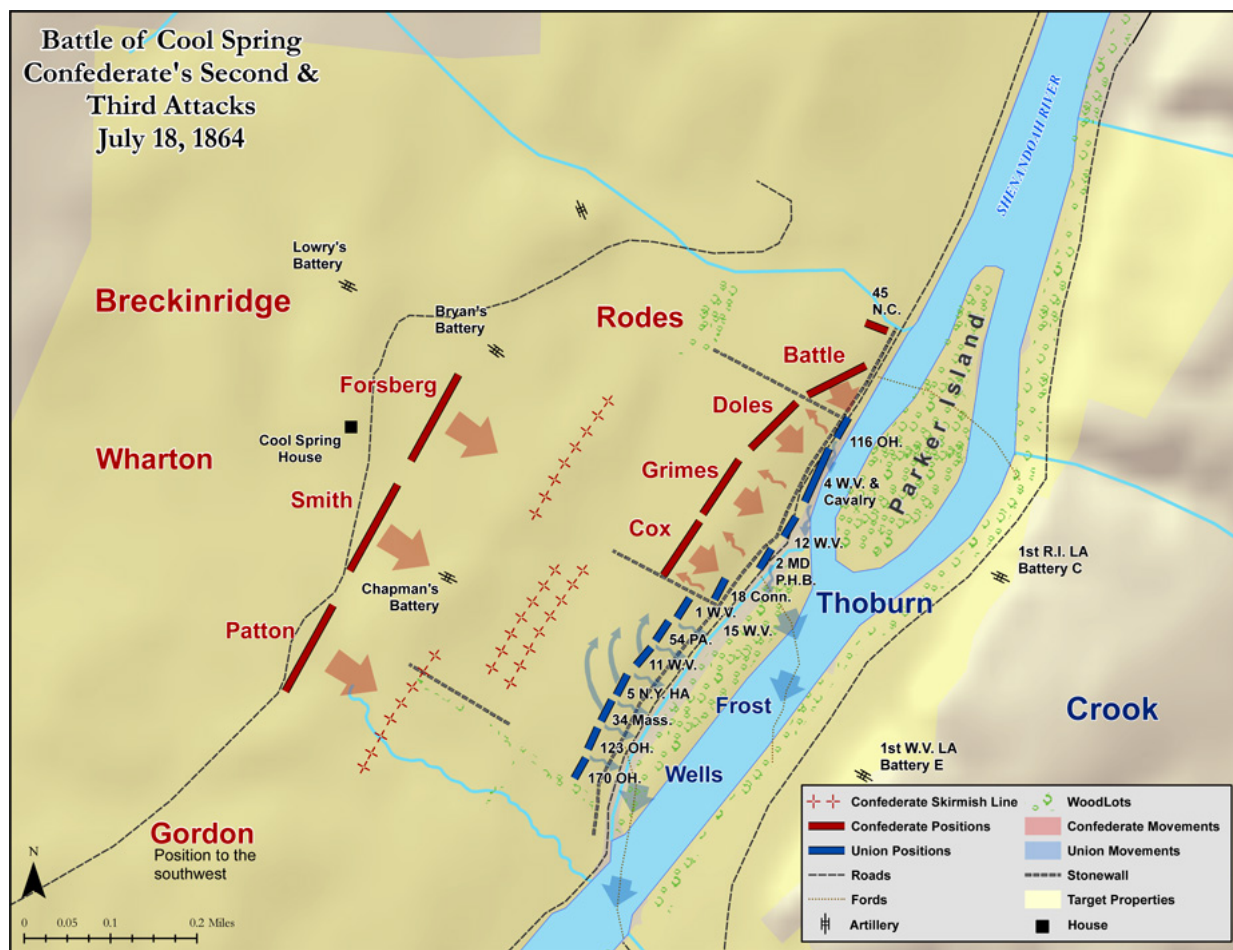 Battle of Cool Spring
Confederate's Second &
Third Attacks
July 18, 1864
SHENANDOAH RIVER
Lowry's
Battery
Breckinridge
Bryan's
Battery
Rodes
45
N.C.
Battle
Forsberg
Doles
Parker Island
Cool Spring
House
116 OH.
Wharton
Grimes
4 W.V. &
Cavalry
Smith
Cox
12 W.V.
2 MD
P.H.B.
1st R.I. LA
Battery C
Chapman's
Battery
18 Conn.
Thoburn
1 W.V.
15 W.V.
Patton
54 PA.
11 W.V.
5 N.Y. HA
Frost
Crook
34 Mass.
123 OH.
1st W.V. LA
Battery E
170 OH.
Wells
Gordon
Position to the
southwest
N
0 0.05 0.1 0.2 Miles
Confederate Skirmish Line
Confederate Positions
Union Positions
Roads
Fords
Artillery
WoodLots
Confederate Movements
Union Movements
Stonewall
Target Properties
House